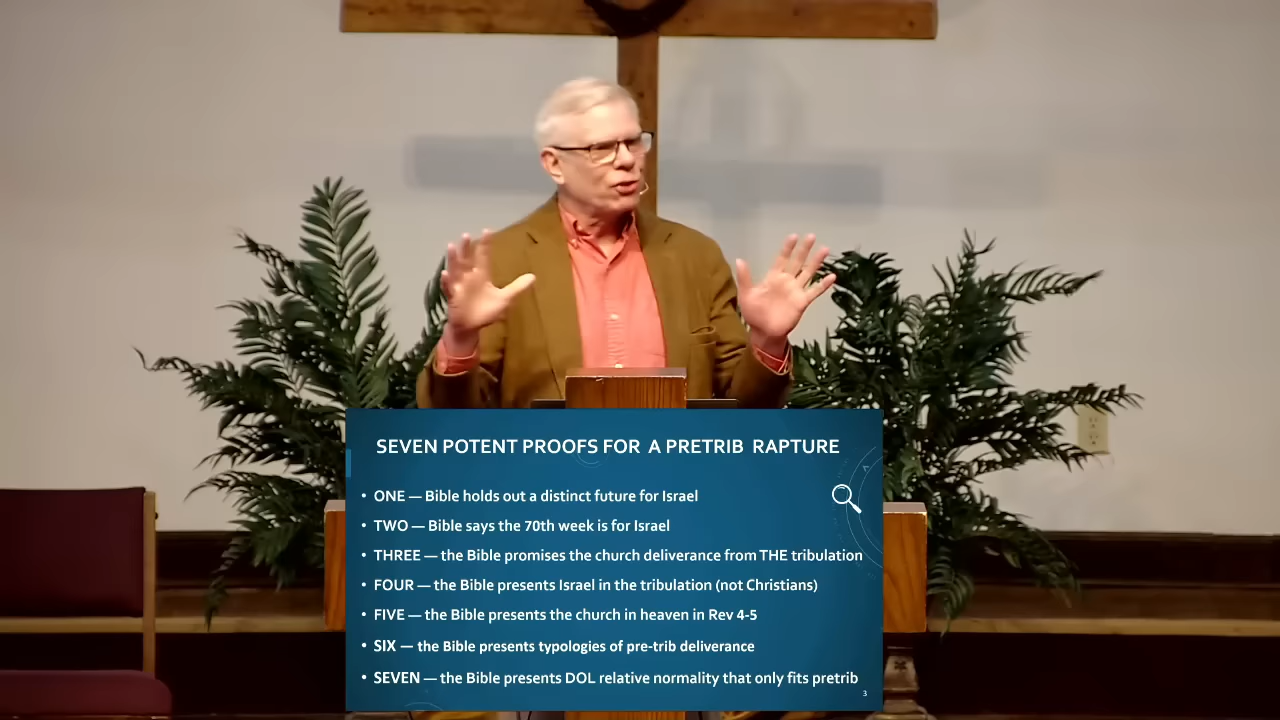 SEVEN POTENT PROOFS FOR A PRETRIB RAPTURE
• ONE — Bible holds out a distinct future for Israel
• TWO — Bible says the 70th week is for Israel
• THREE — the Bible promises the church deliverance from THE tribulation
• FOUR — the Bible presents Israel in the tribulation (not Christians)
• FIVE — the Bible presents the church in heaven in Rev 4-5
• SIX — the Bible presents typologies of pre-trib deliverance
• SEVEN — the Bible presents DOL relative normality that only fits pretrib
3